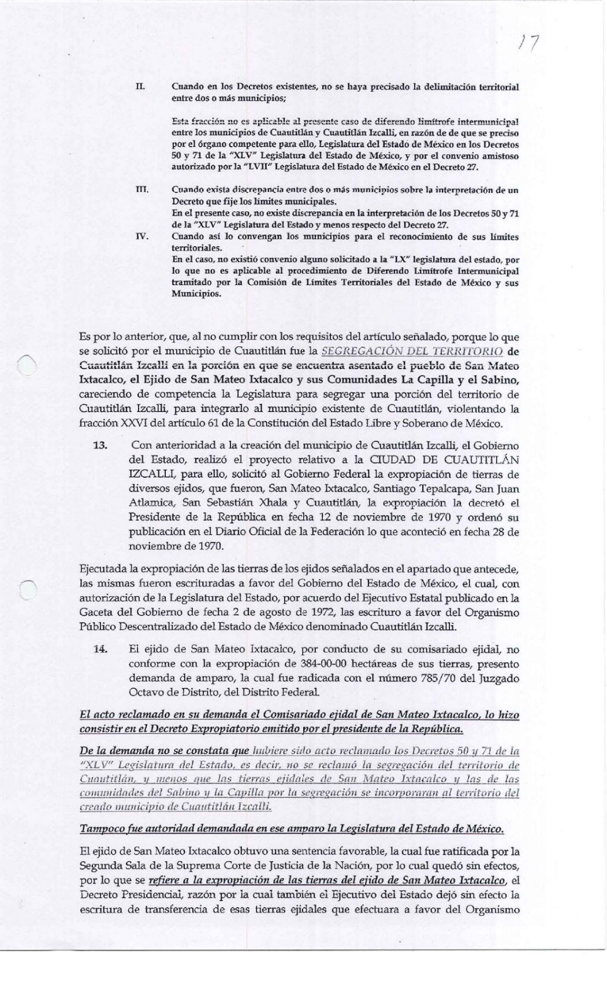 17
II. Cuando en los Decretos existentes, no se haya precisado la delimitación territorial
entre dos o más municipios;
Esta fracción no es aplicable al presente caso de diferendo limítrofe intermunicipal
entre los municipios de Cuautitlán y Cuautitlán Izcalli, en razón de de que se preciso
por el órgano competente para ello, Legislatura del Estado de México en los Decretos
50 y 71 de la "XLV" Legislatura del Estado de México, y por el convenio amistoso
autorizado por la "LVII" Legislatura del Estado de México en el Decreto 27.
III. Cuando exista discrepancia entre dos o más municipios sobre la interpretación de un
Decreto que fije los límites municipales.
En el presente caso, no existe discrepancia en la interpretación de los Decretos 50 y 71
de la "XLV" Legislatura del Estado y menos respecto del Decreto 27.
IV. Cuando así lo convengan los municipios para el reconocimiento de sus límites
territoriales.
En el caso, no existió convenio alguno solicitado a la "LX" legislatura del estado, por
lo que no es aplicable al procedimiento de Diferendo Limítrofe Intermunicipal
tramitado por la Comisión de Límites Territoriales del Estado de México y sus
Municipios.
Es por lo anterior, que, al no cumplir con los requisitos del artículo señalado, porque lo que
se solicitó por el municipio de Cuautitlán fue la SEGREGACIÓN DEL TERRITORIO de
Cuautitlán Izcalli en la porción en que se encuentra asentado el pueblo de San Mateo
Ixtacalco, el Ejido de San Mateo Ixtacalco y sus Comunidades La Capilla y el Sabino,
careciendo de competencia la Legislatura para segregar una porción del territorio de
Cuautitlán Izcalli, para integrarlo al municipio existente de Cuautitlán, violentando la
fracción XXVI del artículo 61 de la Constitución del Estado Libre y Soberano de México.
13. Con anterioridad a la creación del municipio de Cuautitlán Izcalli, el Gobierno
del Estado, realizó el proyecto relativo a la CIUDAD DE CUAUTITLÁN
IZCALLI, para ello, solicitó al Gobierno Federal la expropiación de tierras de
diversos ejidos, que fueron, San Mateo Ixtacalco, Santiago Tepalcapa, San Juan
Atlamica, San Sebastián Xhala y Cuautitlán, la expropiación la decretó el
Presidente de la República en fecha 12 de noviembre de 1970 y ordenó su
publicación en el Diario Oficial de la Federación lo que aconteció en fecha 28 de
noviembre de 1970.
Ejecutada la expropiación de las tierras de los ejidos señalados en el apartado que antecede,
las mismas fueron escrituradas a favor del Gobierno del Estado de México, el cual, con
autorización de la Legislatura del Estado, por acuerdo del Ejecutivo Estatal publicado en la
Gaceta del Gobierno de fecha 2 de agosto de 1972, las escrituro a favor del Organismo
Público Descentralizado del Estado de México denominado Cuautitlán Izcalli.
14. El ejido de San Mateo Ixtacalco, por conducto de su comisariado ejidal, no
conforme con la expropiación de 384-00-00 hectáreas de sus tierras, presento
demanda de amparo, la cual fue radicada con el número 785/70 del Juzgado
Octavo de Distrito, del Distrito Federal.
El acto reclamado en su demanda el Comisariado ejidal de San Mateo Ixtacalco, lo hizo
consistir en el Decreto Expropiatorio emitido por el presidente de la República.
De la demanda no se constata que hubiere sido acto reclamado los Decretos 50 y 71 de la
"XLV" Legislatura del Estado, es decir, no se reclamó la segregación del territorio de
Cuautitlán, y menos que las tierras ejidales de San Mateo Ixtacalco y las de las
comunidades del Sabino y la Capilla por la segregación se incorporaran al territorio del
creado municipio de Cuautitlán Izcalli.
Tampoco fue autoridad demandada en ese amparo la Legislatura del Estado de México.
El ejido de San Mateo Ixtacalco obtuvo una sentencia favorable, la cual fue ratificada por la
Segunda Sala de la Suprema Corte de Justicia de la Nación, por lo cual quedó sin efectos,
por lo que se refiere a la expropiación de las tierras del ejido de San Mateo Ixtacalco, el
Decreto Presidencial, razón por la cual también el Ejecutivo del Estado dejó sin efecto la
escritura de transferencia de esas tierras ejidales que efectuara a favor del Organismo